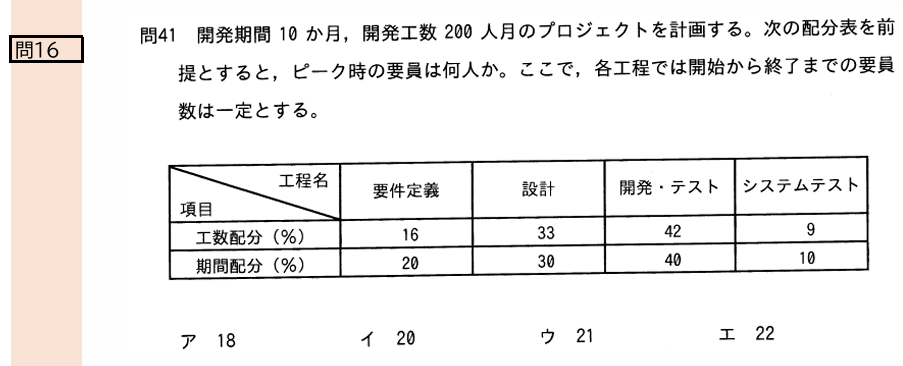 問16
問41 開発期間 10 か月，開発工数 200 人月のプロジェクトを計画する。次の配分表を前
提とすると，ピーク時の要員は何人か。ここで，各工程では開始から終了までの要員
数は一定とする。
工程名
項目
要件定義 設計 開発・テスト システムテスト
工数配分（%） 16 33 42 9
期間配分（%） 20 30 40 10
ア 18 イ 20 ウ 21 エ 22